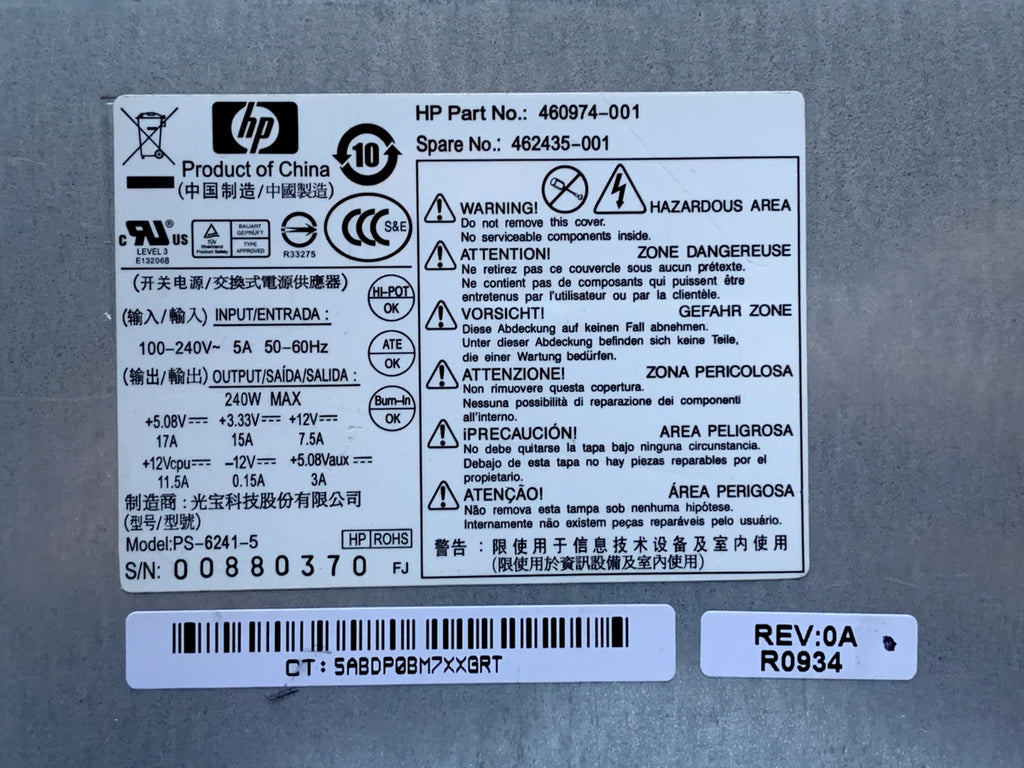 hp
10
HP Part No.: 460974-001
Spare No.: 462435-001
Product of China
(中国制造/中國製造)
c RU ® US
LEVEL 3
E132068
TÜV
Rheinland
Product Safety
BAUART
GEPRÜFT
TYPE
APPROVED
R33275
CCC S&E
(开关电源/交換式電源供應器)
HI-POT
OK
(输入/輸入) INPUT/ENTRADA :
100-240V~ 5A 50-60Hz
ATE
OK
(输出/輸出) OUTPUT/SAÍDA/SALIDA :
240W MAX
Burn-in
OK
+5.08V +3.33V +12V
17A 15A 7.5A
+12Vcpu -12V +5.08Vaux
11.5A 0.15A 3A
制造商:光宝科技股份有限公司
(型号/型號)
Model:PS-6241-5 HP ROHS
S/N: 00880370 FJ
WARNING! HAZARDOUS AREA
Do not remove this cover.
No serviceable components inside.
ATTENTION! ZONE DANGEREUSE
Ne retirez pas ce couvercle sous aucun prétexte.
Ne contient pas de composants qui puissent être
entretenus par l'utilisateur ou par la clientèle.
VORSICHT! GEFAHR ZONE
Diese Abdeckung auf keinen Fall abnehmen.
Unter dieser Abdeckung befinden sich keine Teile,
die einer Wartung bedürfen.
ATTENZIONE! ZONA PERICOLOSA
Non rimuovere questa copertura.
Nessuna possibilità di reparazione dei componenti
all'interno.
¡PRECAUCIÓN! AREA PELIGROSA
No debe quitarse la tapa bajo ninguna circunstancia.
Debajo de esta tapa no hay piezas reparables por el
propietario.
ATENÇÃO! ÁREA PERIGOSA
Não remova esta tampa sob nenhuma hipótese.
Internamente não existem peças reparáveis pelo usuário.
警告:限使用于信息技术设备及室内使用
(限使用於資訊設備及室內使用)
CT: 5ABDP0BM7XXGRT
REV:0A
R0934